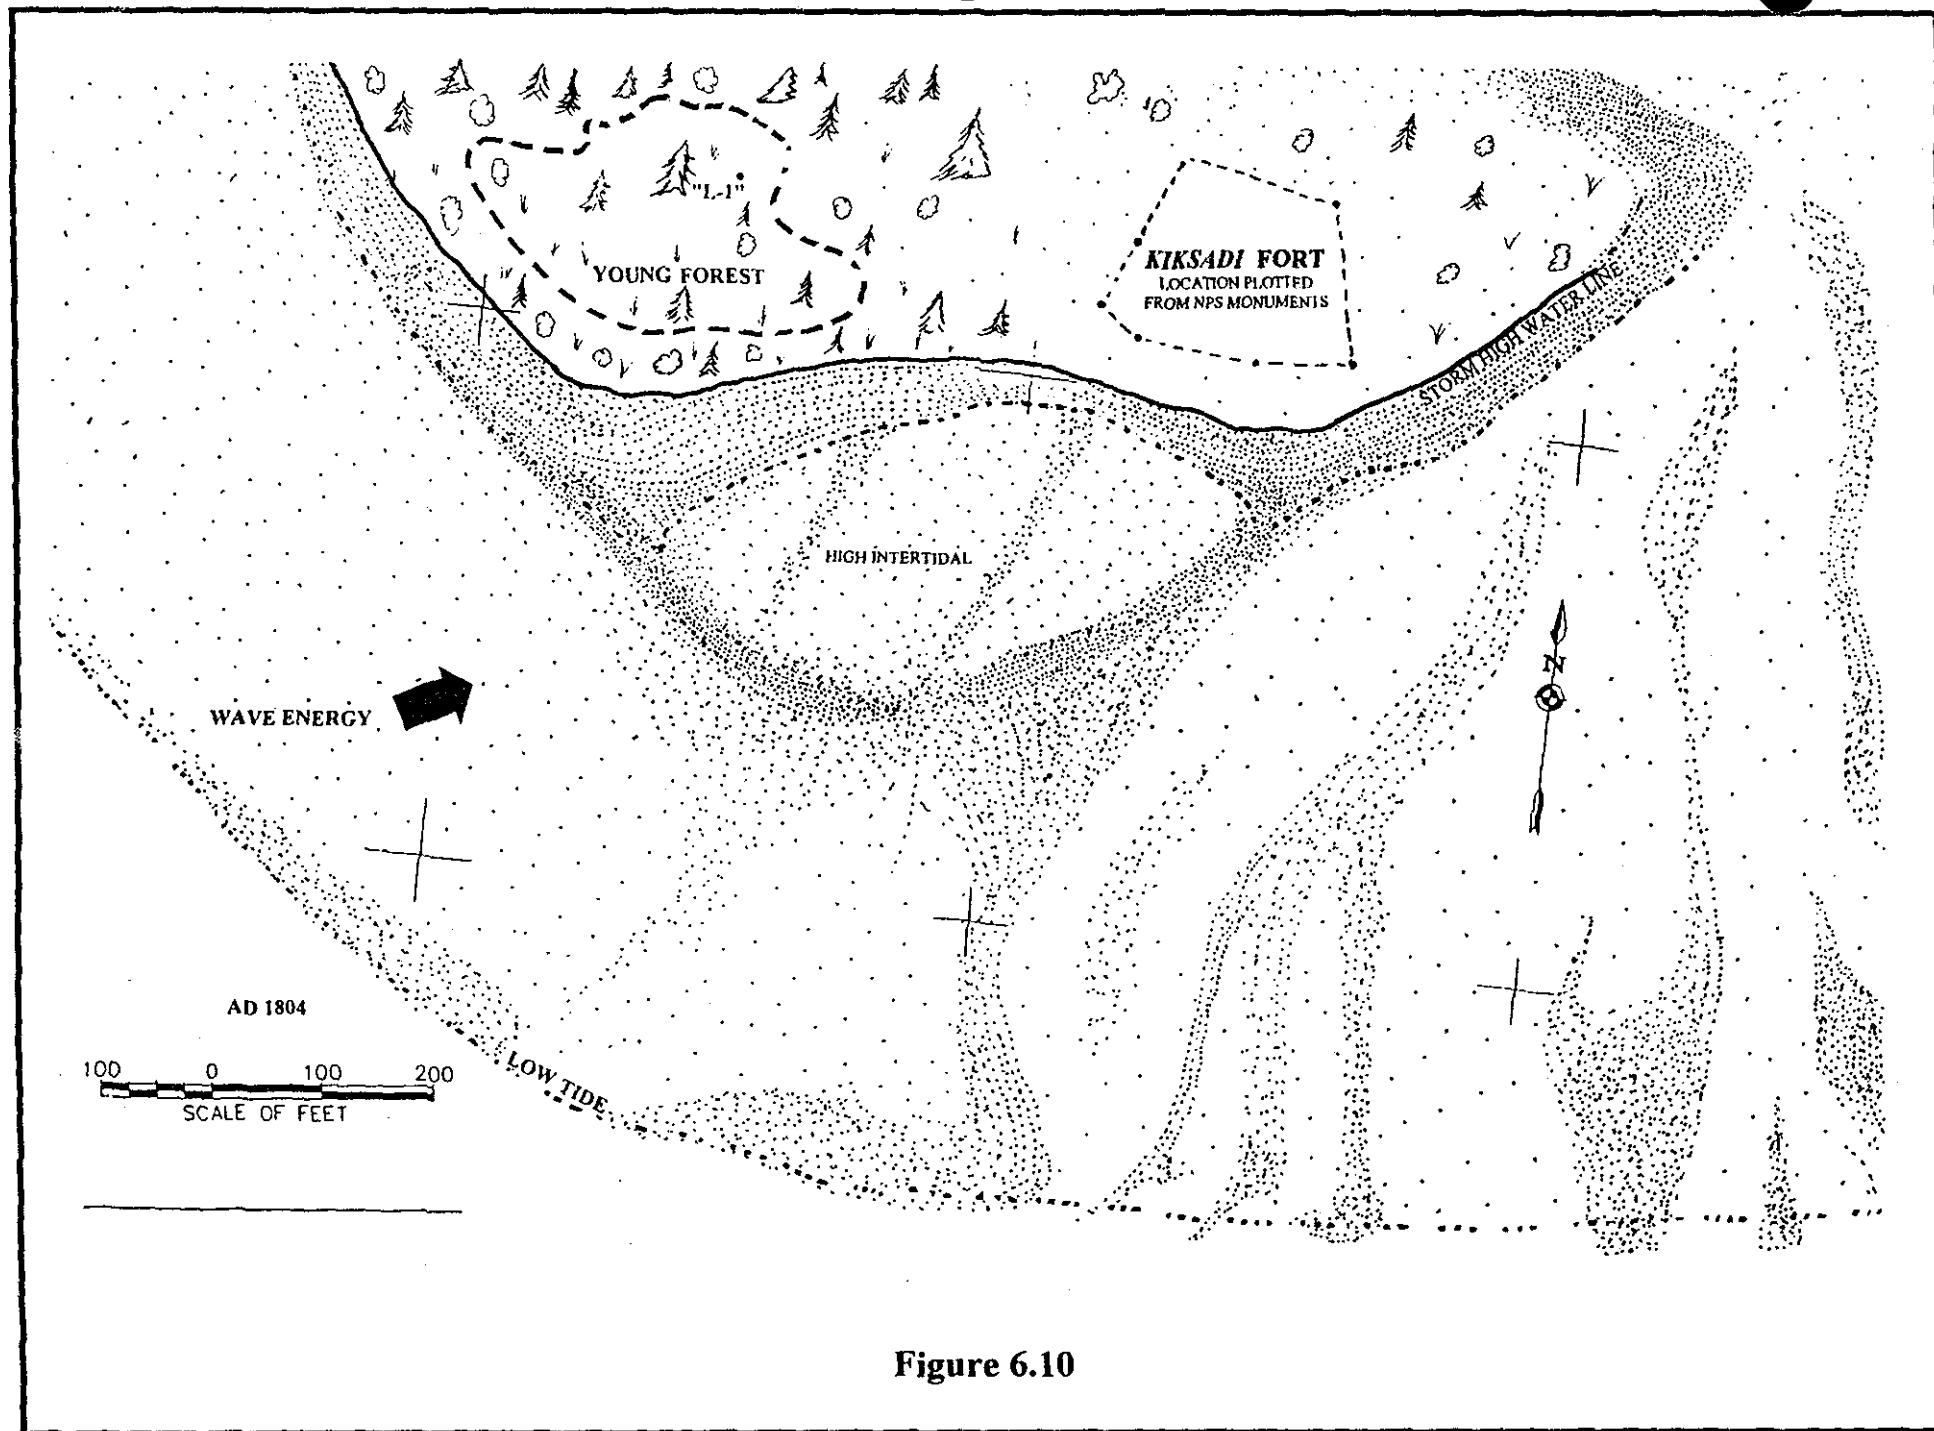 "L-1"
YOUNG FOREST
KIKSADI FORT
LOCATION PLOTTED
FROM NPS MONUMENTS
STORM HIGH WATER LINE
HIGH INTERTIDAL
N
WAVE ENERGY
AD 1804
100 0 100 200
SCALE OF FEET
LOW TIDE
Figure 6.10